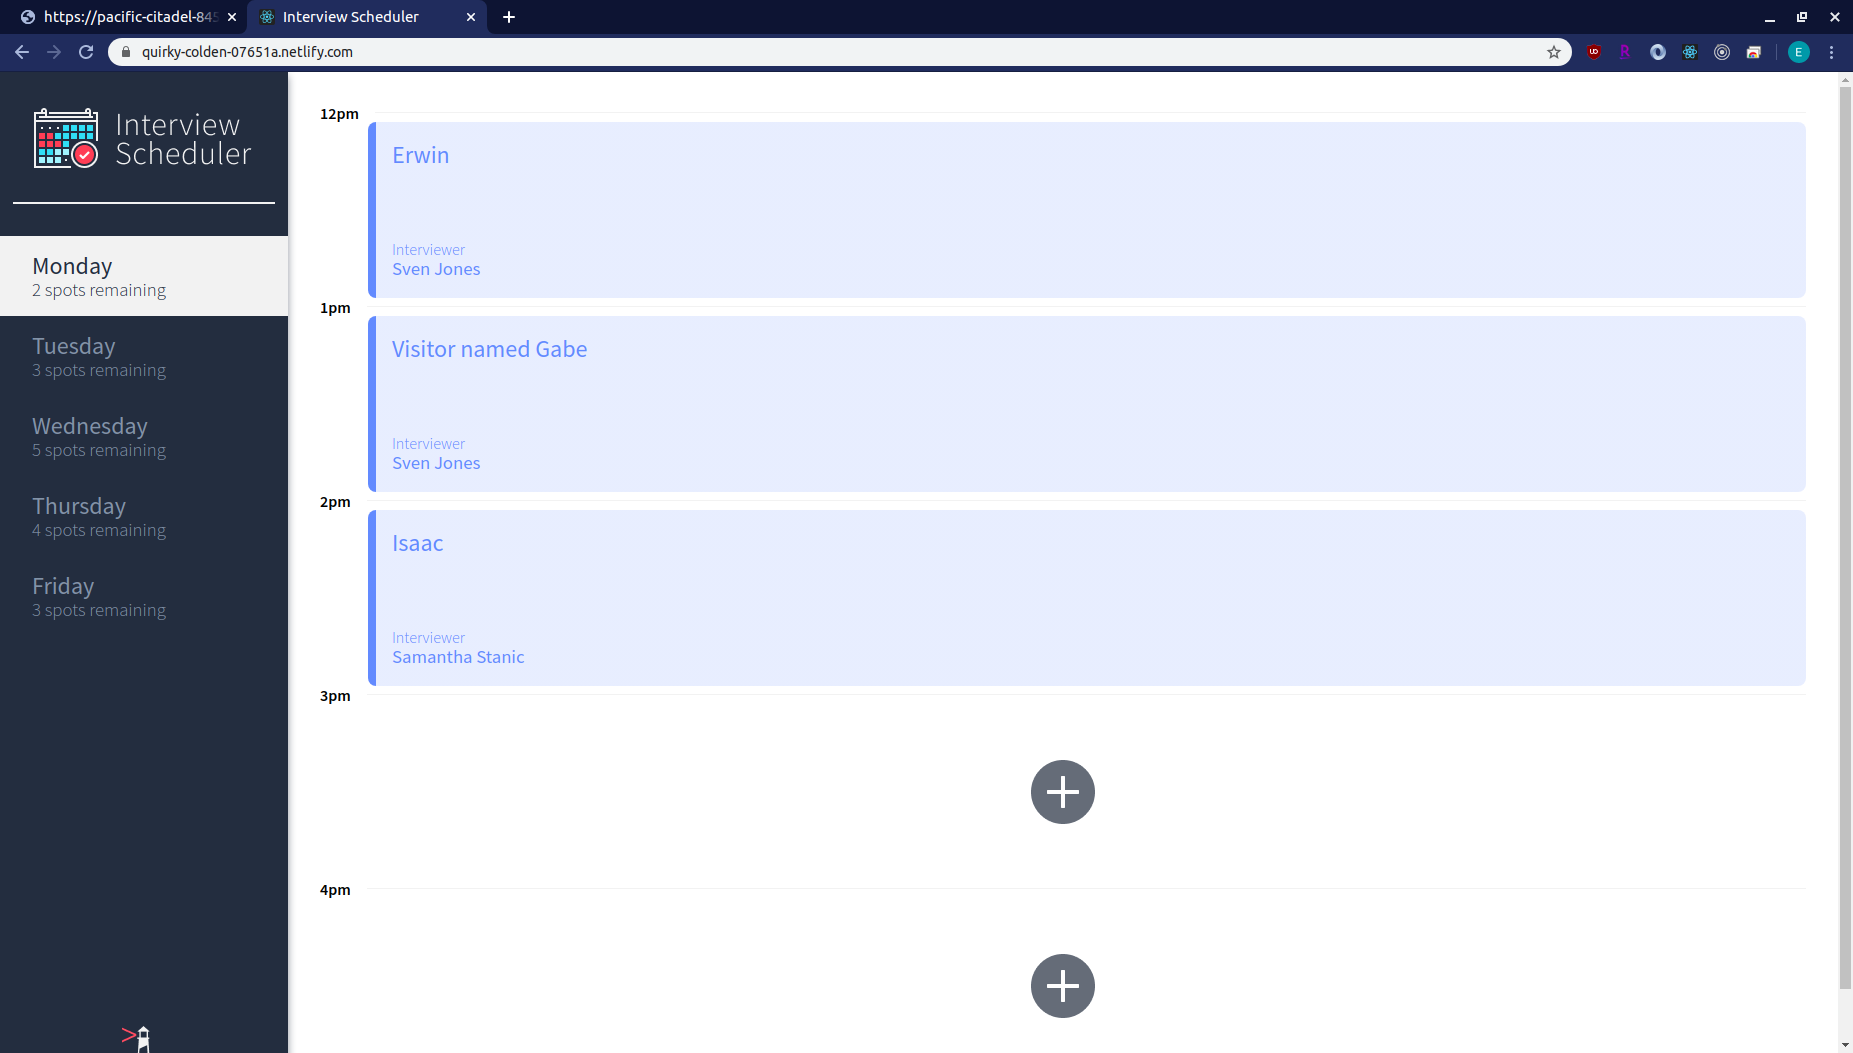 https://pacific-citadel-845
Interview Scheduler
quirky-colden-07651a.netlify.com
E
Interview
Scheduler
Monday
2 spots remaining
Tuesday
3 spots remaining
Wednesday
5 spots remaining
Thursday
4 spots remaining
Friday
3 spots remaining
12pm
Erwin
Interviewer
Sven Jones
1pm
Visitor named Gabe
Interviewer
Sven Jones
2pm
Isaac
Interviewer
Samantha Stanic
3pm
4pm